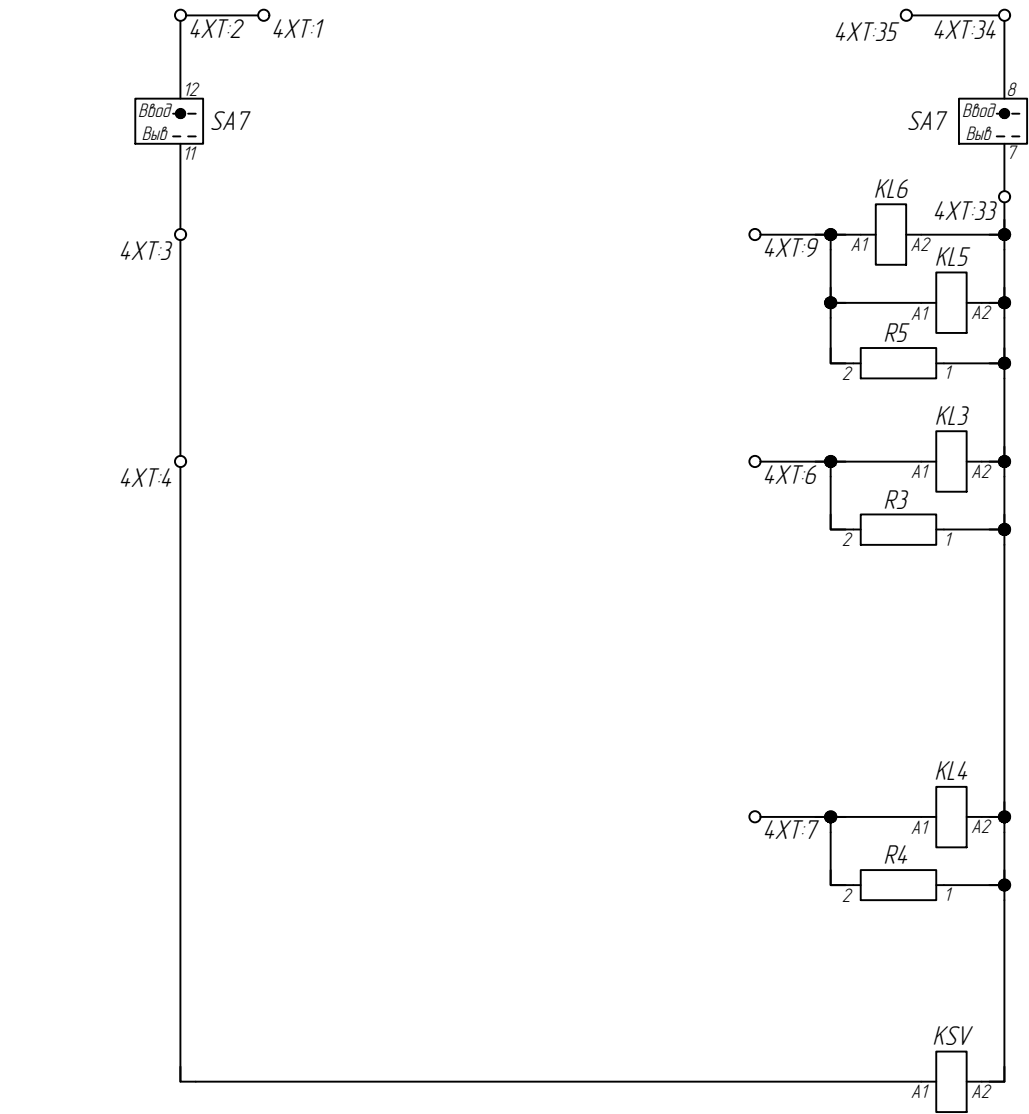 4XT:2 4XT:1 4XT:35 4XT:34
12 8
Ввод Ввод
SA7 SA7
Выв Выв
11 7
KL6
4XT:33
4XT:3 4XT:9 A1 A2
KL5
A1 A2
R5
2 1
KL3
4XT:4 4XT:6 A1 A2
R3
2 1
KL4
4XT:7 A1 A2
R4
2 1
KSV
A1 A2